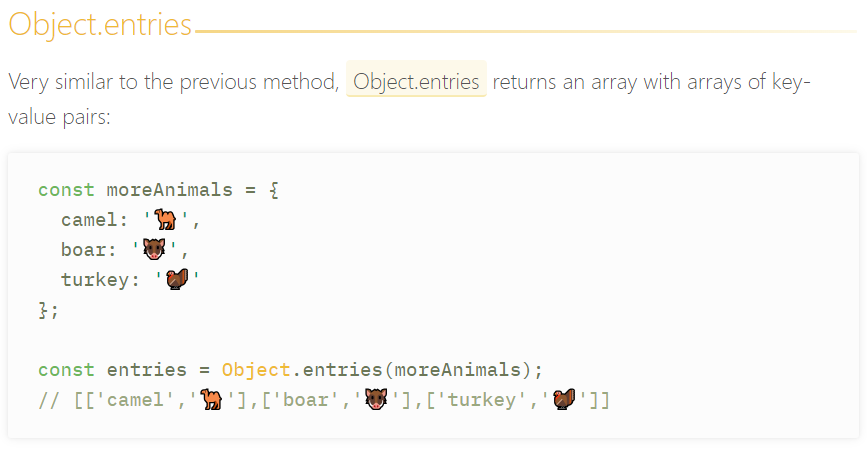 Object.entries
Very similar to the previous method, Object.entries returns an array with arrays of key-
value pairs:
const moreAnimals = {
  camel: '🐫',
  boar: '🐗',
  turkey: '🦃'
};
const entries = Object.entries(moreAnimals);
// [['camel','🐫'],['boar','🐗'],['turkey','🦃']]